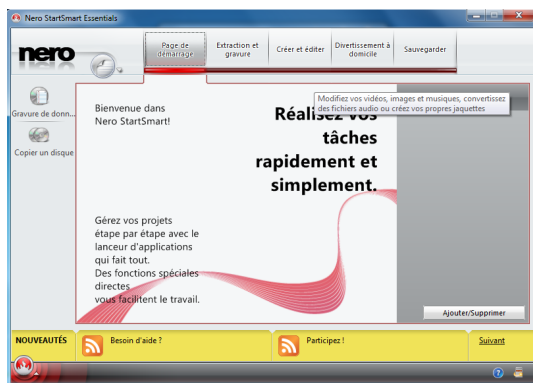 Nero StartSmart Essentials
nero
Page de
démarrage
Extraction et
gravure
Créer et éditer
Divertissement à
domicile
Sauvegarder
Modifiez vos vidéos, images et musiques, convertissez
des fichiers audio ou créez vos propres jaquettes
Gravure de donn...
Copier un disque
Bienvenue dans
Nero StartSmart!
Réalisez vos
tâches
rapidement et
simplement.
Gérez vos projets
étape par étape avec le
lanceur d'applications
qui fait tout.
Des fonctions spéciales
directes
vous facilitent le travail.
Ajouter/Supprimer
NOUVEAUTÉS
Besoin d'aide ?
Participez !
Suivant